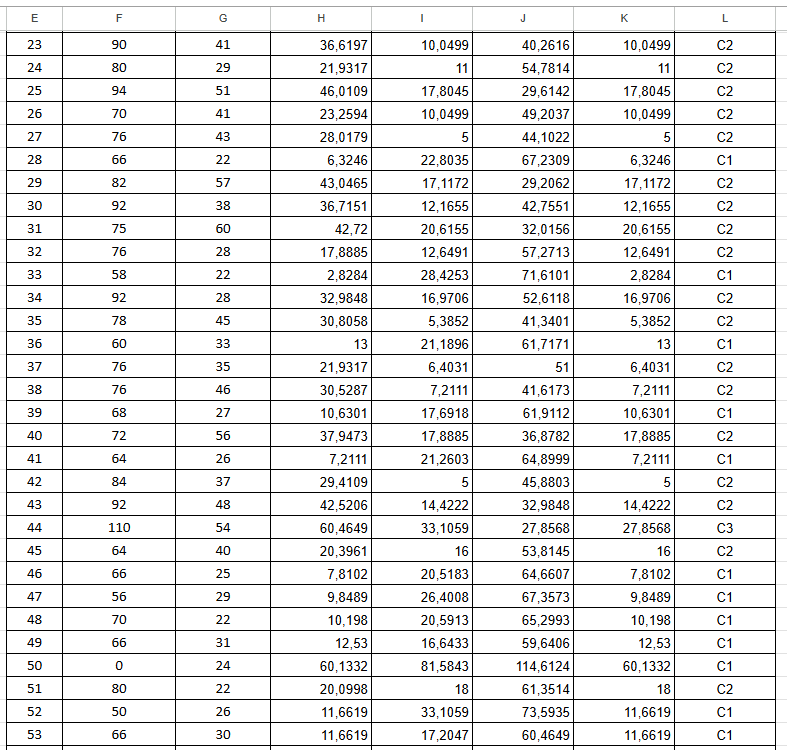 E F G H I J K L
23 90 41 36,6197 10,0499 40,2616 10,0499 C2
24 80 29 21,9317 11 54,7814 11 C2
25 94 51 46,0109 17,8045 29,6142 17,8045 C2
26 70 41 23,2594 10,0499 49,2037 10,0499 C2
27 76 43 28,0179 5 44,1022 5 C2
28 66 22 6,3246 22,8035 67,2309 6,3246 C1
29 82 57 43,0465 17,1172 29,2062 17,1172 C2
30 92 38 36,7151 12,1655 42,7551 12,1655 C2
31 75 60 42,72 20,6155 32,0156 20,6155 C2
32 76 28 17,8885 12,6491 57,2713 12,6491 C2
33 58 22 2,8284 28,4253 71,6101 2,8284 C1
34 92 28 32,9848 16,9706 52,6118 16,9706 C2
35 78 45 30,8058 5,3852 41,3401 5,3852 C2
36 60 33 13 21,1896 61,7171 13 C1
37 76 35 21,9317 6,4031 51 6,4031 C2
38 76 46 30,5287 7,2111 41,6173 7,2111 C2
39 68 27 10,6301 17,6918 61,9112 10,6301 C1
40 72 56 37,9473 17,8885 36,8782 17,8885 C2
41 64 26 7,2111 21,2603 64,8999 7,2111 C1
42 84 37 29,4109 5 45,8803 5 C2
43 92 48 42,5206 14,4222 32,9848 14,4222 C2
44 110 54 60,4649 33,1059 27,8568 27,8568 C3
45 64 40 20,3961 16 53,8145 16 C2
46 66 25 7,8102 20,5183 64,6607 7,8102 C1
47 56 29 9,8489 26,4008 67,3573 9,8489 C1
48 70 22 10,198 20,5913 65,2993 10,198 C1
49 66 31 12,53 16,6433 59,6406 12,53 C1
50 0 24 60,1332 81,5843 114,6124 60,1332 C1
51 80 22 20,0998 18 61,3514 18 C2
52 50 26 11,6619 33,1059 73,5935 11,6619 C1
53 66 30 11,6619 17,2047 60,4649 11,6619 C1